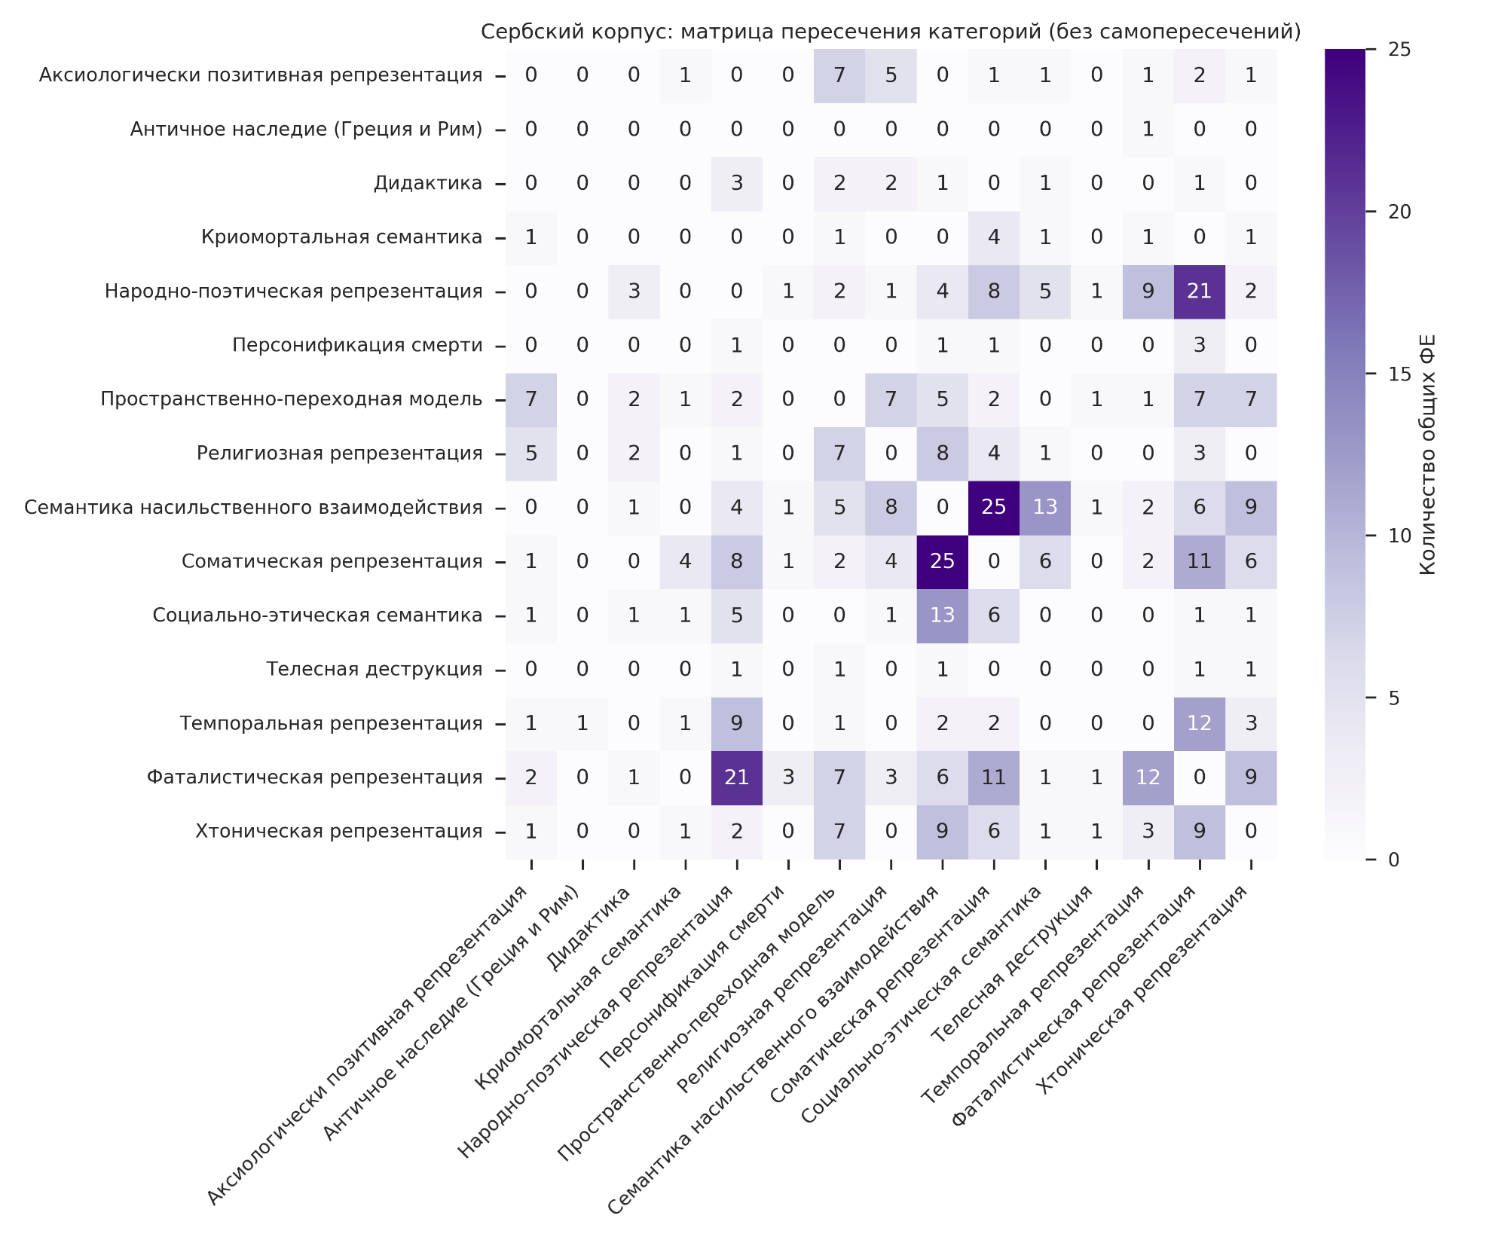 Сербский корпус: матрица пересечения категорий (без самопересечений)
Аксиологически позитивная репрезентация 0 0 0 1 0 0 7 5 0 1 1 0 1 2 1
Античное наследие (Греция и Рим) 0 0 0 0 0 0 0 0 0 0 0 0 1 0 0
Дидактика 0 0 0 0 3 0 2 2 1 0 1 0 0 1 0
Криомортальная семантика 1 0 0 0 0 0 1 0 0 4 1 0 1 0 1
Народно-поэтическая репрезентация 0 0 3 0 0 1 2 1 4 8 5 1 9 21 2
Персонификация смерти 0 0 0 0 1 0 0 0 1 1 0 0 0 3 0
Пространственно-переходная модель 7 0 2 1 2 0 0 7 5 2 0 1 1 7 7
Религиозная репрезентация 5 0 2 0 1 0 7 0 8 4 1 0 0 3 0
Семантика насильственного взаимодействия 0 0 1 0 4 1 5 8 0 25 13 1 2 6 9
Соматическая репрезентация 1 0 0 4 8 1 2 4 25 0 6 0 2 11 6
Социально-этическая семантика 1 0 1 1 5 0 0 1 13 6 0 0 0 1 1
Телесная деструкция 0 0 0 0 1 0 1 0 1 0 0 0 0 1 1
Темпоральная репрезентация 1 1 0 1 9 0 1 0 2 2 0 0 0 12 3
Фаталистическая репрезентация 2 0 1 0 21 3 7 3 6 11 1 1 12 0 9
Хтоническая репрезентация 1 0 0 1 2 0 7 0 9 6 1 1 3 9 0
Аксиологически позитивная репрезентация
Античное наследие (Греция и Рим)
Дидактика
Криомортальная семантика
Народно-поэтическая репрезентация
Персонификация смерти
Пространственно-переходная модель
Религиозная репрезентация
Семантика насильственного взаимодействия
Соматическая репрезентация
Социально-этическая семантика
Телесная деструкция
Темпоральная репрезентация
Фаталистическая репрезентация
Хтоническая репрезентация
25
20
15
10
5
0
Количество общих ФЕ